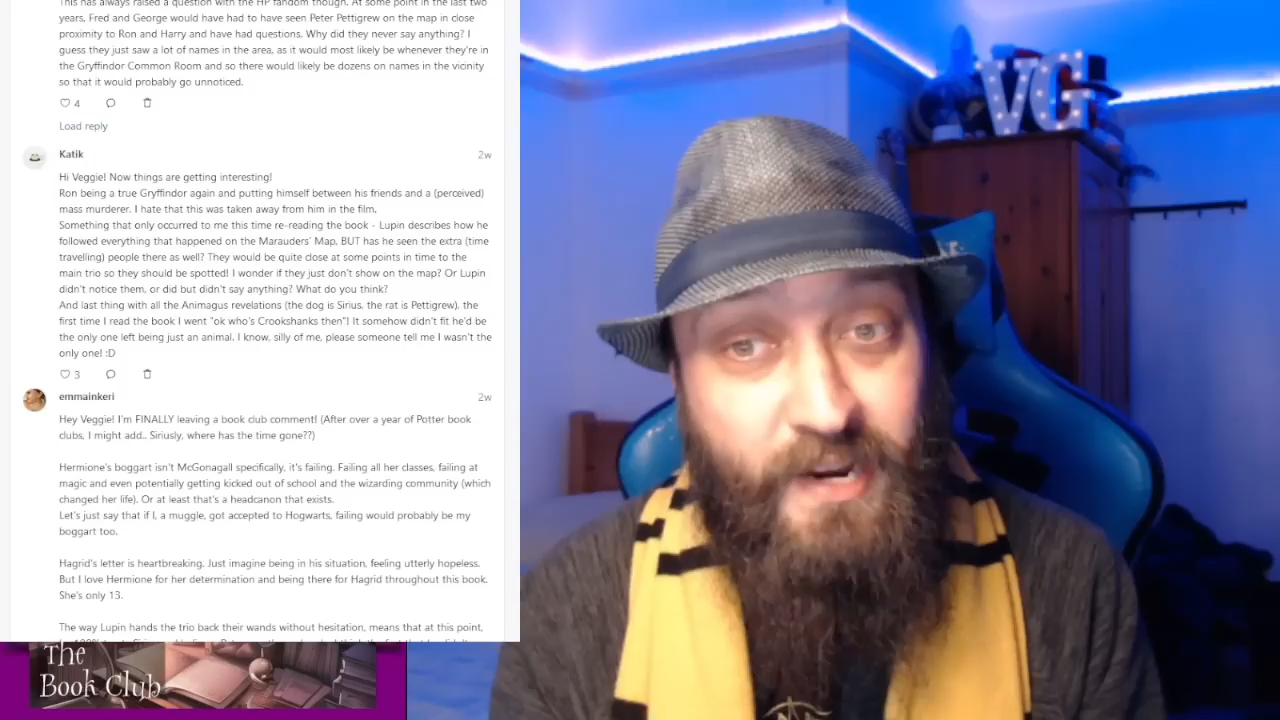 This has always raised a question with the HP fandom though. At some point in the last two
years, Fred and George would have had to have seen Peter Pettigrew on the map in close
proximity to Ron and Harry and have had questions. Why did they never say anything? I
guess they just saw a lot of names in the area, as it would most likely be whenever they're in
the Gryffindor Common Room and so there would likely be dozens on names in the vicinity
so that it would probably go unnoticed.
4
Load reply
Katik
2w
Hi Veggie! Now things are getting interesting!
Ron being a true Gryffindor again and putting himself between his friends and a (perceived)
mass murderer. I hate that this was taken away from him in the film.
Something that only occurred to me this time re-reading the book - Lupin describes how he
followed everything that happened on the Marauders' Map, BUT has he seen the extra (time
travelling) people there as well? They would be quite close at some points in time to the
main trio so they should be spotted! I wonder if they just don't show on the map? Or Lupin
didn't notice them, or did but didn't say anything? What do you think?
And last thing with all the Animagus revelations (the dog is Sirius, the rat is Pettigrew), the
first time I read the book I went "ok who's Crookshanks then"! It somehow didn't fit he'd be
the only one left being just an animal. I know, silly of me, please someone tell me I wasn't the
only one! :D
3
emmainkeri
2w
Hey Veggie! I'm FINALLY leaving a book club comment! (After over a year of Potter book
clubs, I might add.. Siriusly, where has the time gone??)
Hermione's boggart isn't McGonagall specifically, it's failing. Failing all her classes, failing at
magic and even potentially getting kicked out of school and the wizarding community (which
changed her life). Or at least that's a headcanon that exists.
Let's just say that if I, a muggle, got accepted to Hogwarts, failing would probably be my
boggart too.
Hagrid's letter is heartbreaking. Just imagine being in his situation, feeling utterly hopeless.
But I love Hermione for her determination and being there for Hagrid throughout this book.
She's only 13.
The way Lupin hands the trio back their wands without hesitation, means that at this point,
The
Book Club
VG